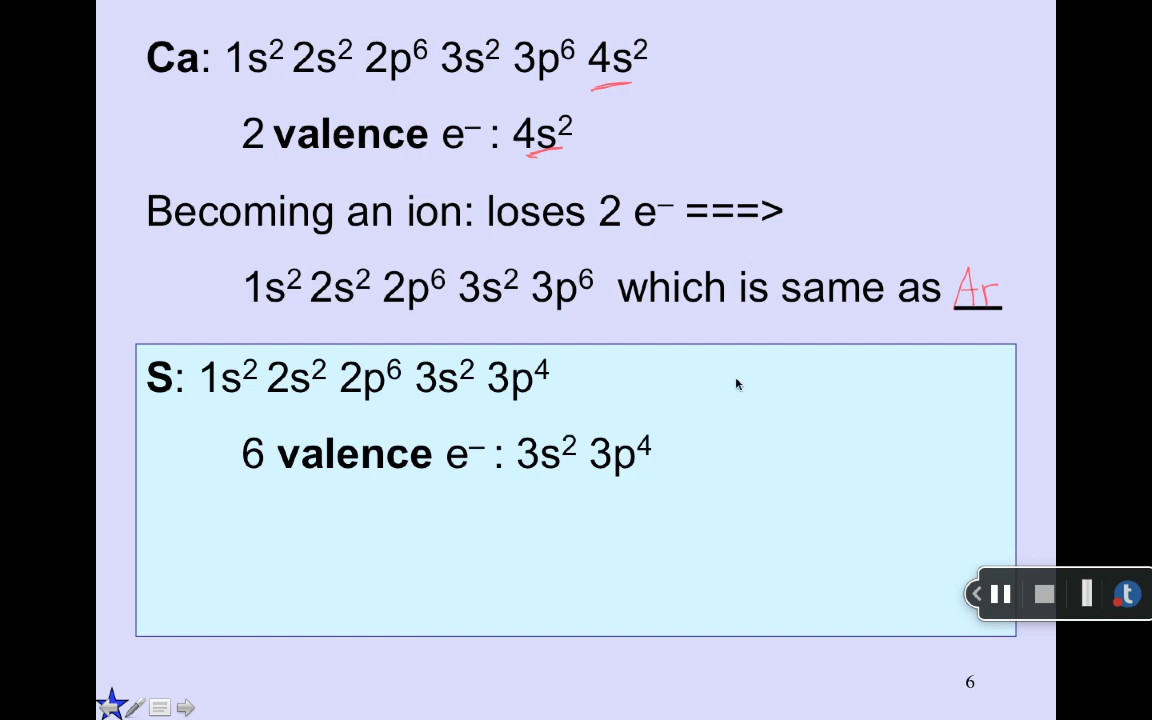 Ca: 1s² 2s² 2p⁶ 3s² 3p⁶ 4s²
2 valence e⁻ : 4s²
Becoming an ion: loses 2 e⁻ ===>
1s² 2s² 2p⁶ 3s² 3p⁶ which is same as Ar
S: 1s² 2s² 2p⁶ 3s² 3p⁴
6 valence e⁻ : 3s² 3p⁴
t
6